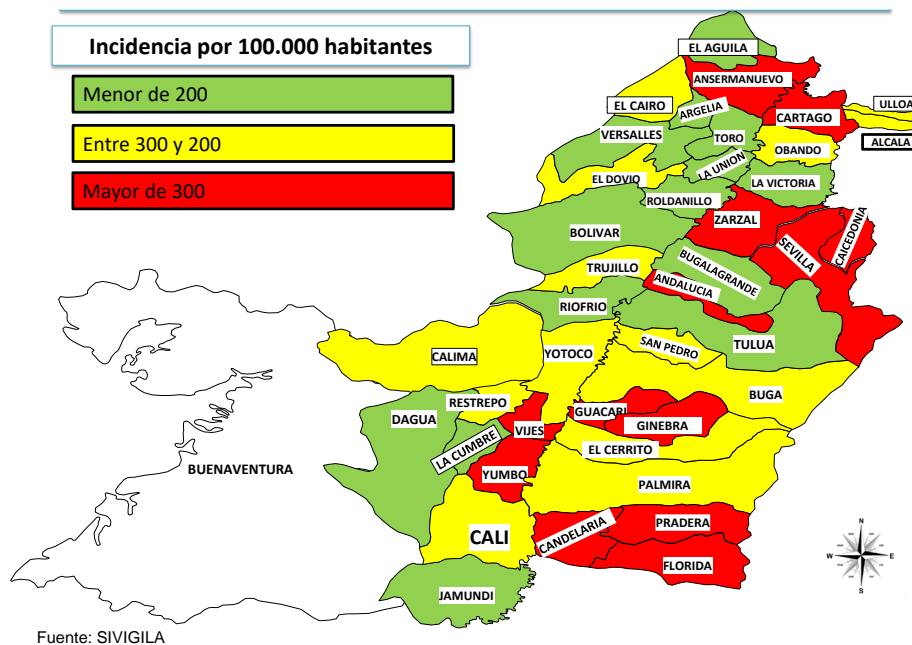 Incidencia por 100.000 habitantes
Menor de 200
Entre 300 y 200
Mayor de 300
EL AGUILA
ANSERMANUEVO
EL CAIRO
ARGELIA
CARTAGO
ULLOA
VERSALLES
TORO
OBANDO
ALCALA
LA UNION
EL DOVIO
LA VICTORIA
ROLDANILLO
ZARZAL
BOLIVAR
SEVILLA
CAICEDONIA
TRUJILLO
BUGALAGRANDE
ANDALUCIA
RIOFRIO
TULUA
SAN PEDRO
CALIMA
YOTOCO
BUGA
RESTREPO
DAGUA
GUACARI
GINEBRA
VIJES
LA CUMBRE
EL CERRITO
BUENAVENTURA
YUMBO
PALMIRA
CALI
CANDELARIA
PRADERA
FLORIDA
JAMUNDI
N
W
E
S
Fuente: SIVIGILA